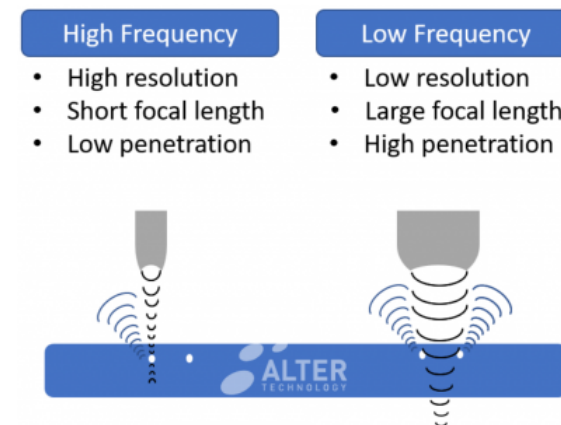 High Frequency
• High resolution
• Short focal length
• Low penetration
Low Frequency
• Low resolution
• Large focal length
• High penetration
ALTER
TECHNOLOGY